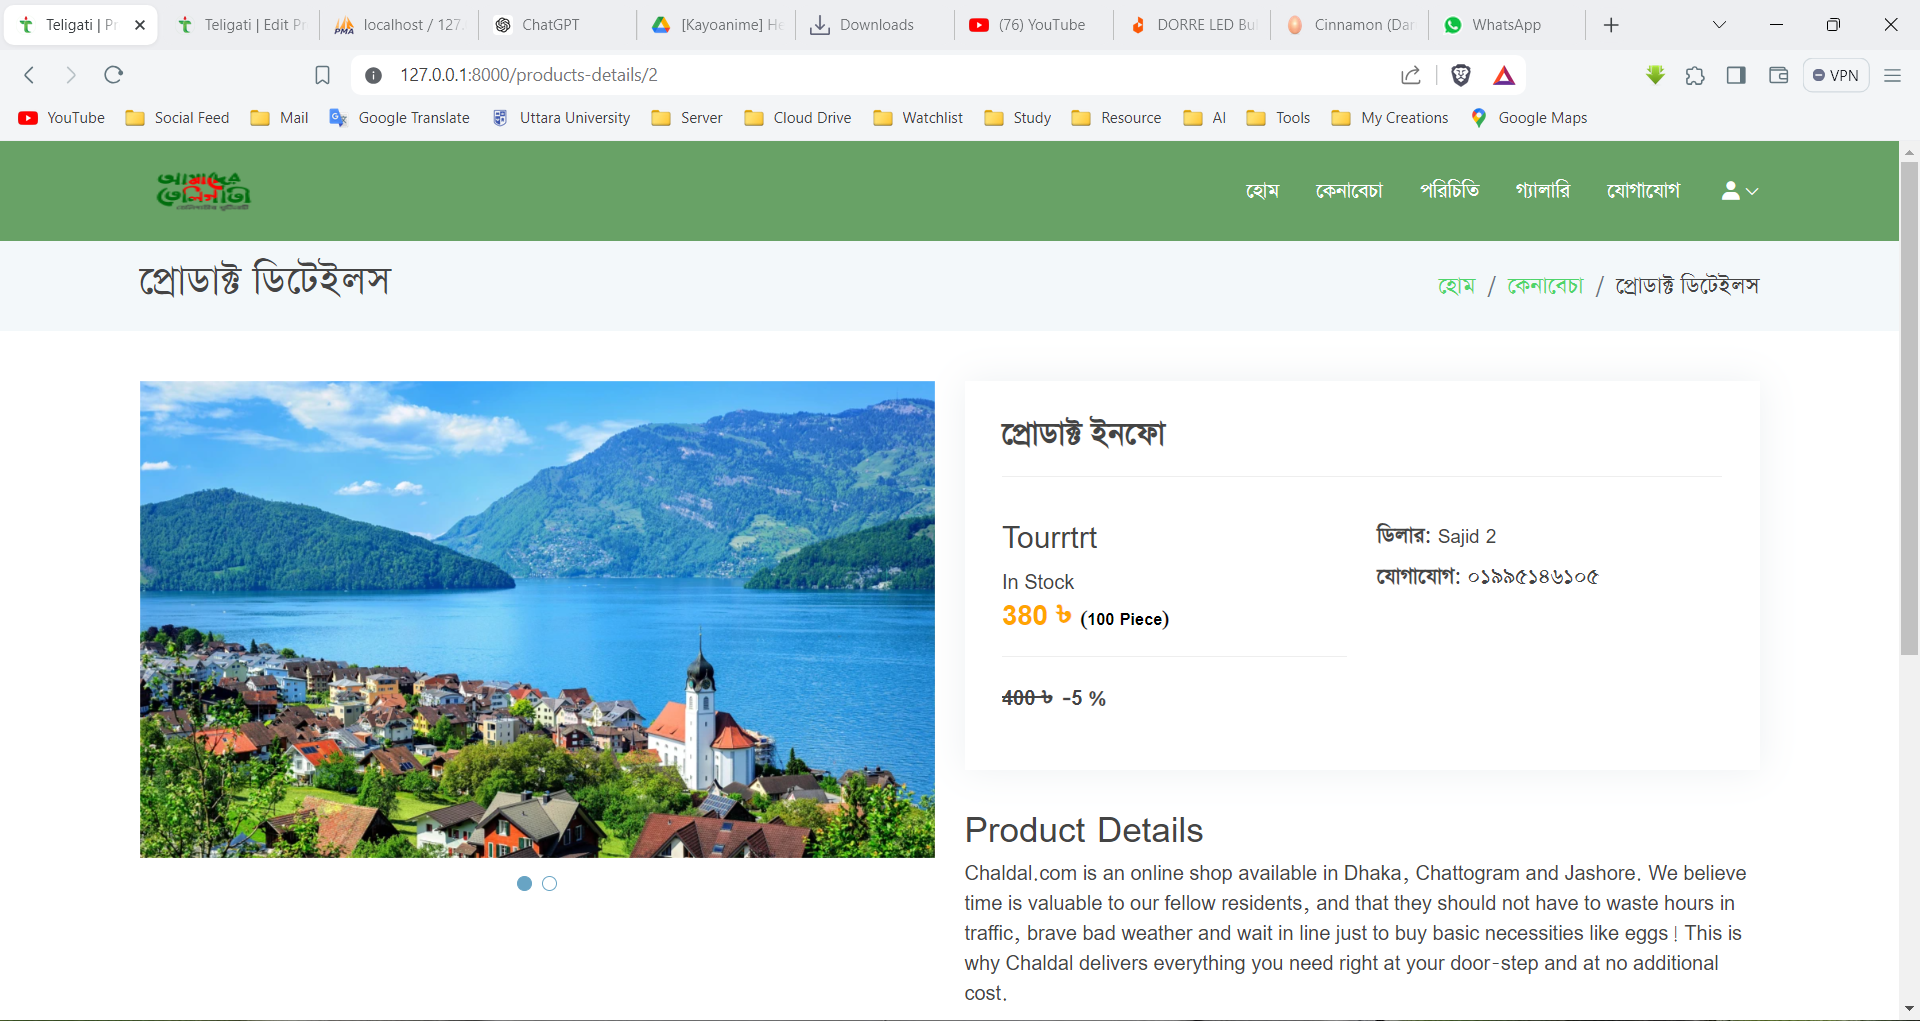 Teligati | Pr
Teligati | Edit Pr
localhost / 127.
ChatGPT
[Kayoanime] He
Downloads
(76) YouTube
DORRE LED Bu
Cinnamon (Dar
WhatsApp
127.0.0.1:8000/products-details/2
VPN
YouTube
Social Feed
Mail
Google Translate
Uttara University
Server
Cloud Drive
Watchlist
Study
Resource
AI
Tools
My Creations
Google Maps
আমাদের
তেলিগাতী
হোম
কেনাবেচা
পরিচিতি
গ্যালারি
যোগাযোগ
প্রোডাক্ট ডিটেইলস
হোম / কেনাবেচা / প্রোডাক্ট ডিটেইলস
প্রোডাক্ট ইনফো
Tourrtrt
In Stock
380 ৳ (100 Piece)
400 ৳ -5 %
ডিলার: Sajid 2
যোগাযোগ: ০১৯৯৫১৪৬১০৫
Product Details
Chaldal.com is an online shop available in Dhaka, Chattogram and Jashore. We believe
time is valuable to our fellow residents, and that they should not have to waste hours in
traffic, brave bad weather and wait in line just to buy basic necessities like eggs! This is
why Chaldal delivers everything you need right at your door-step and at no additional
cost.